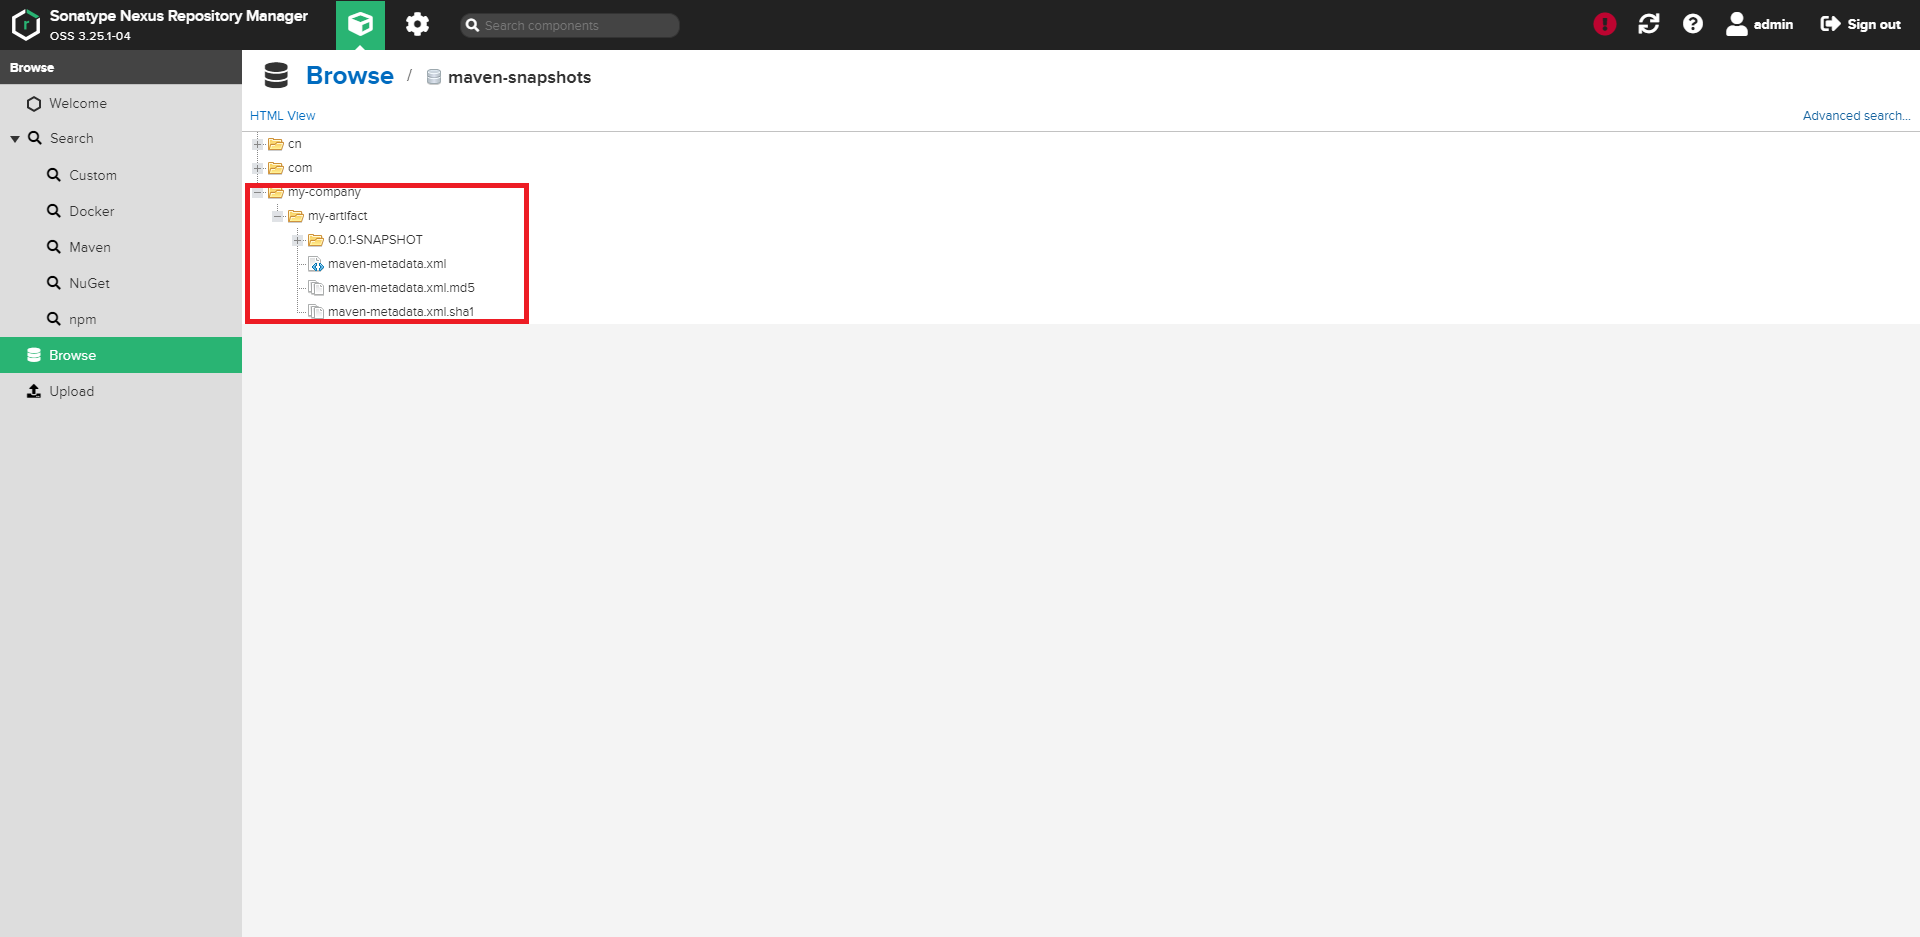 Sonatype Nexus Repository Manager
OSS 3.25.1-04
Search components
admin
Sign out
Browse
Welcome
Search
Custom
Docker
Maven
NuGet
npm
Browse
Upload
Browse / maven-snapshots
HTML View
Advanced search...
cn
com
my-company
my-artifact
0.0.1-SNAPSHOT
maven-metadata.xml
maven-metadata.xml.md5
maven-metadata.xml.sha1